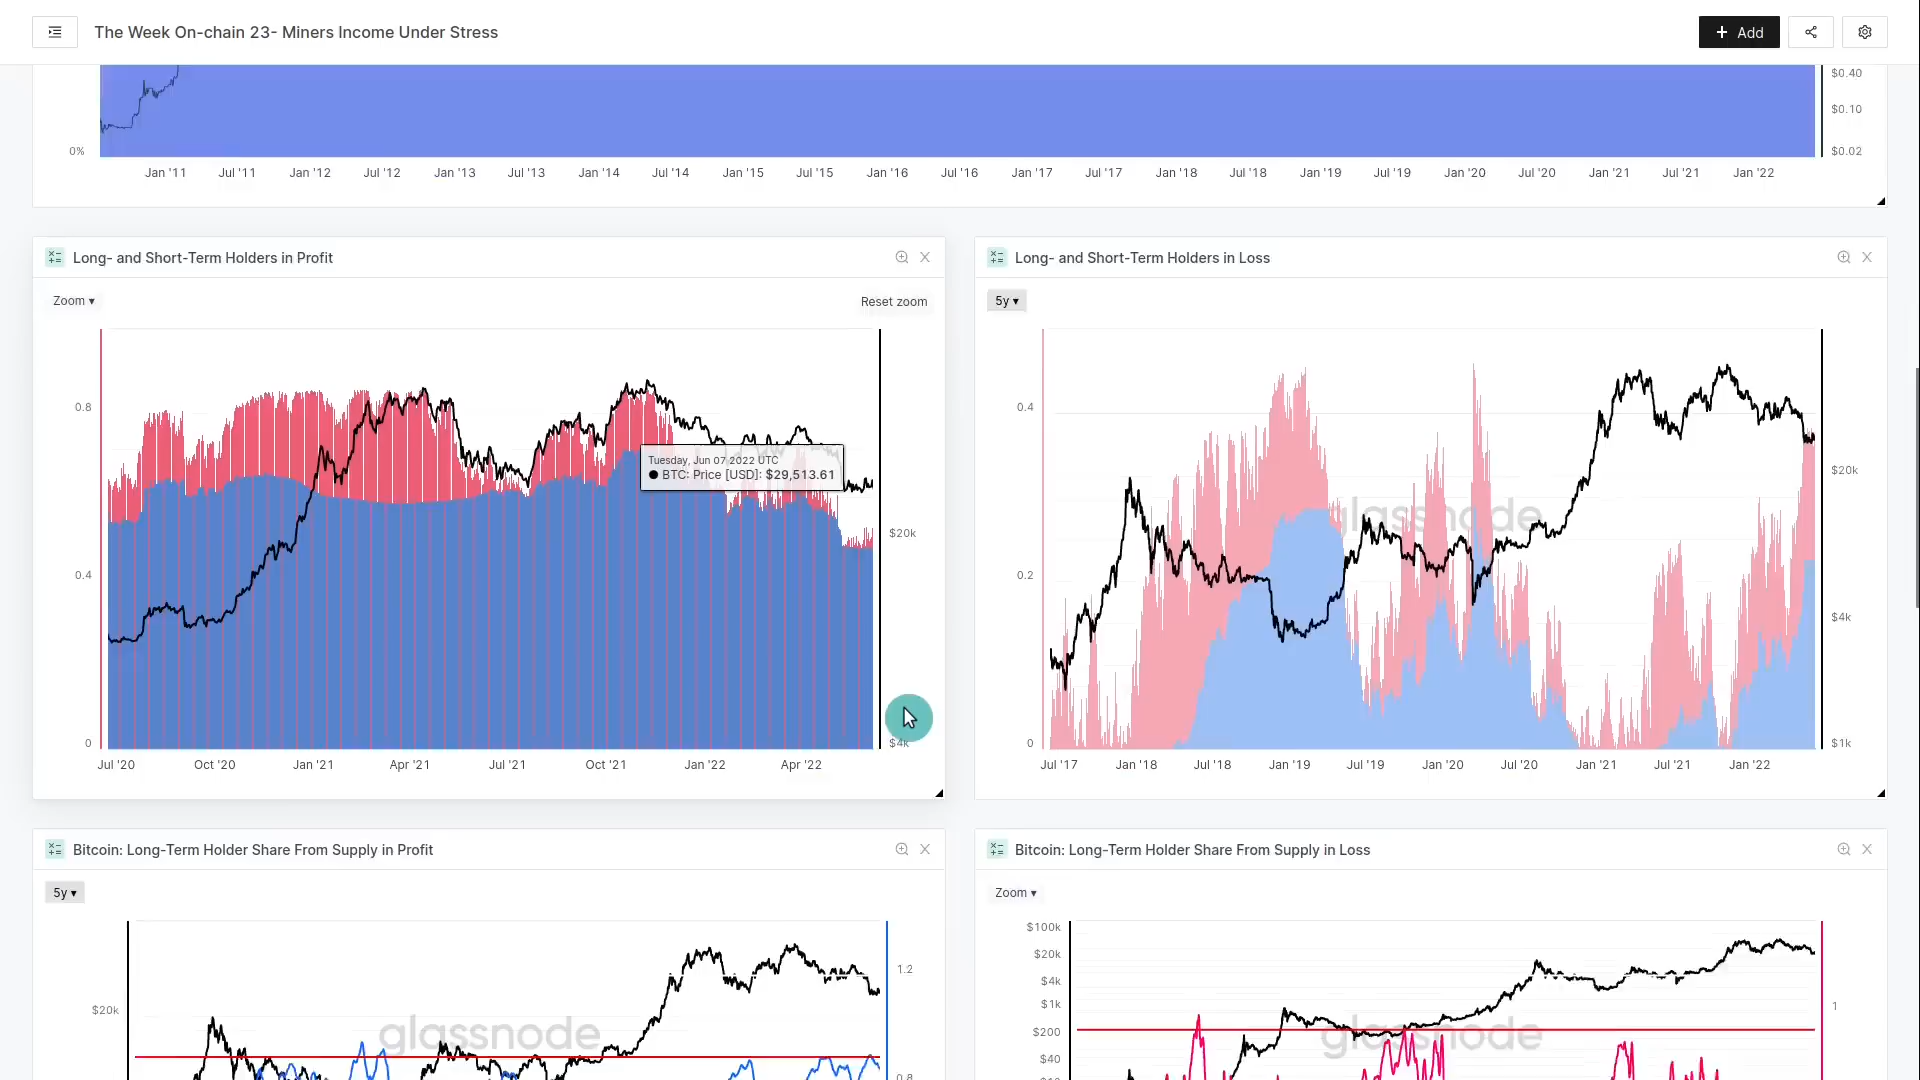 The Week On-chain 23- Miners Income Under Stress
Add
$0.40
$0.10
0%
$0.02
Jan '11 Jul '11 Jan '12 Jul '12 Jan '13 Jul '13 Jan '14 Jul '14 Jan '15 Jul '15 Jan '16 Jul '16 Jan '17 Jul '17 Jan '18 Jul '18 Jan '19 Jul '19 Jan '20 Jul '20 Jan '21 Jul '21 Jan '22
Long- and Short-Term Holders in Profit
Zoom ▾
Reset zoom
0.8
Tuesday, Jun 07 2022 UTC
BTC: Price [USD]: $29,513.61
$20k
0.4
0
$4k
Jul '20 Oct '20 Jan '21 Apr '21 Jul '21 Oct '21 Jan '22 Apr '22
Long- and Short-Term Holders in Loss
5y ▾
0.4
$20k
glassnode
0.2
$4k
0
$1k
Jul '17 Jan '18 Jul '18 Jan '19 Jul '19 Jan '20 Jul '20 Jan '21 Jul '21 Jan '22
Bitcoin: Long-Term Holder Share From Supply in Profit
5y ▾
1.2
$20k
glassnode
0.8
Bitcoin: Long-Term Holder Share From Supply in Loss
Zoom ▾
$100k
$20k
$4k
$1k
1
$200
glassnode
$40